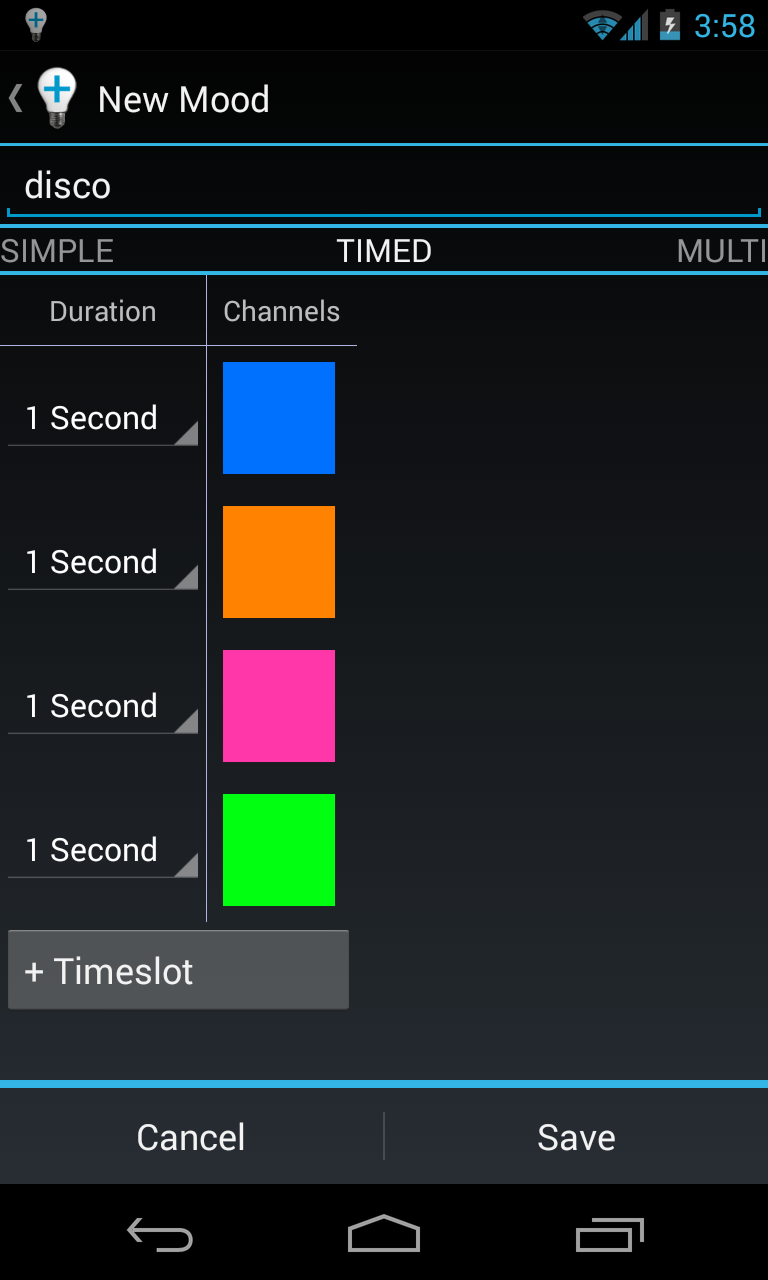 3:58
New Mood
disco
SIMPLE TIMED MULTI
Duration Channels
1 Second
1 Second
1 Second
1 Second
+ Timeslot
Cancel Save